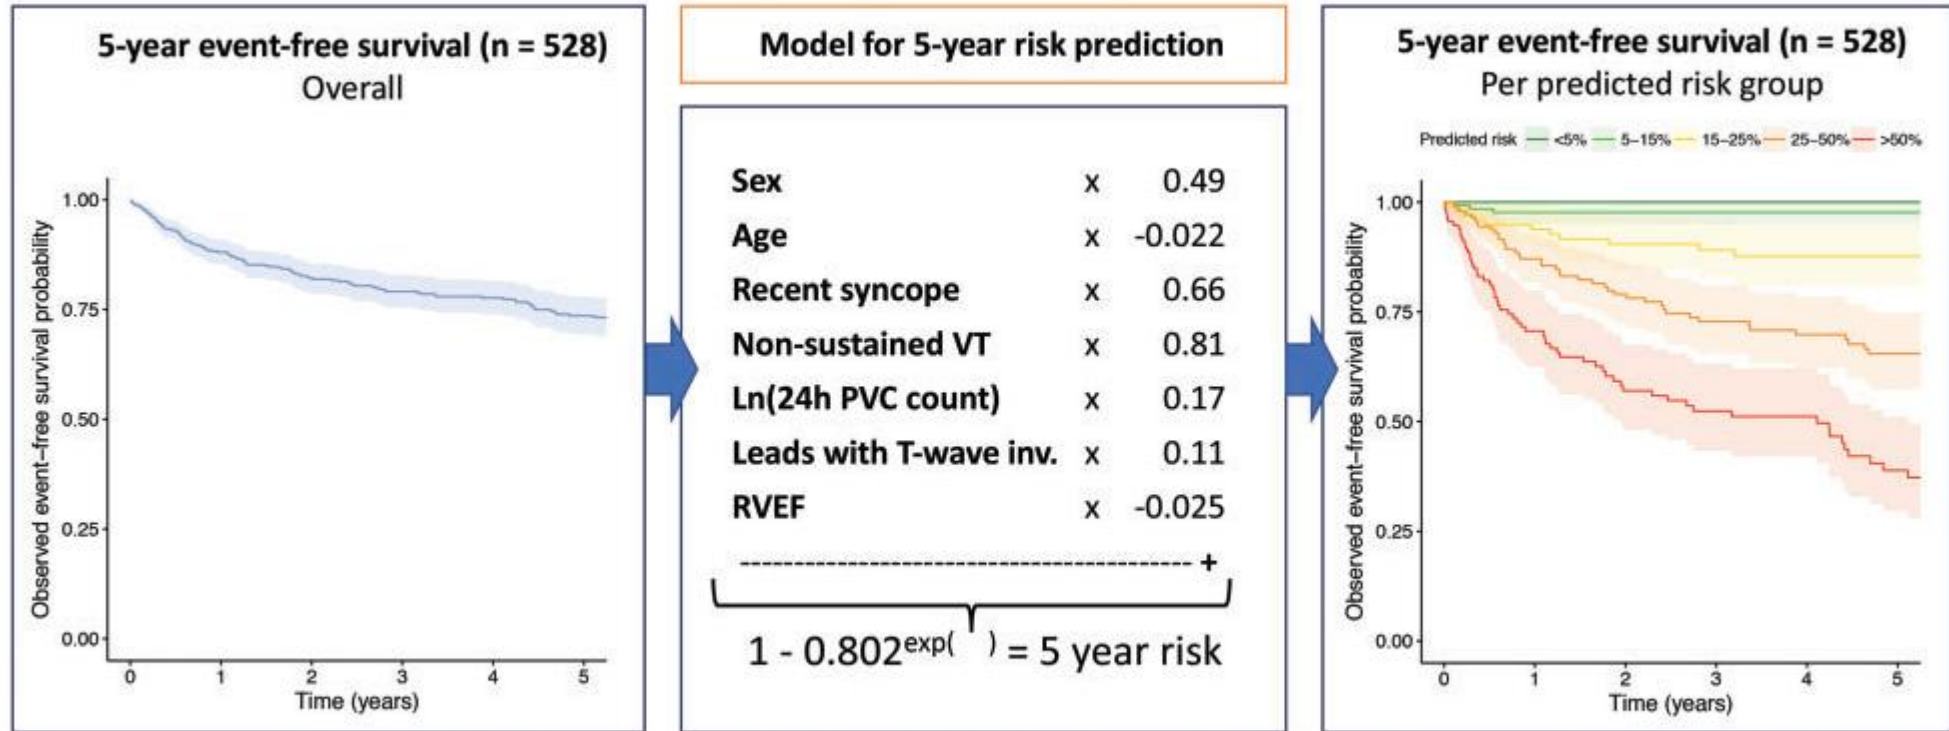 5-year event-free survival (n = 528)
Overall
Observed event-free survival probability
1.00
0.75
0.50
0.25
0.00
0 1 2 3 4 5
Time (years)
Model for 5-year risk prediction
Sex x 0.49
Age x -0.022
Recent syncope x 0.66
Non-sustained VT x 0.81
Ln(24h PVC count) x 0.17
Leads with T-wave inv. x 0.11
RVEF x -0.025
------------------------------------------ +
1 - 0.802exp( ) = 5 year risk
5-year event-free survival (n = 528)
Per predicted risk group
Predicted risk <5% 5-15% 15-25% 25-50% >50%
Observed event-free survival probability
1.00
0.75
0.50
0.25
0.00
0 1 2 3 4 5
Time (years)